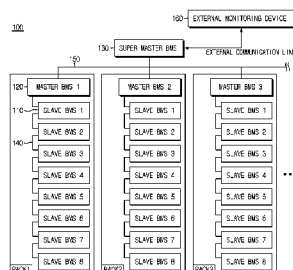 160
EXTERNAL MONITORING DEVICE
100
130
SUPER MASTER BMS
EXTERNAL COMMUNICATION LIN
150
120
MASTER BMS 1
MASTER BMS 2
MASTER BMS 3
110
SLAVE BMS 1
SLAVE BMS 1
SLAVE BMS 1
SLAVE BMS 2
SLAVE BMS 2
SLAVE BMS 2
140
SLAVE BMS 3
SLAVE BMS 3
SLAVE BMS 3
SLAVE BMS 4
SLAVE BMS 4
SLAVE BMS 4
SLAVE BMS 5
SLAVE BMS 5
SLAVE BMS 5
SLAVE BMS 6
SLAVE BMS 6
SLAVE BMS 6
SLAVE BMS 7
SLAVE BMS 7
SLAVE BMS 7
SLAVE BMS 8
SLAVE BMS 8
SLAVE BMS 8
RACK1
RACK2
RACK3